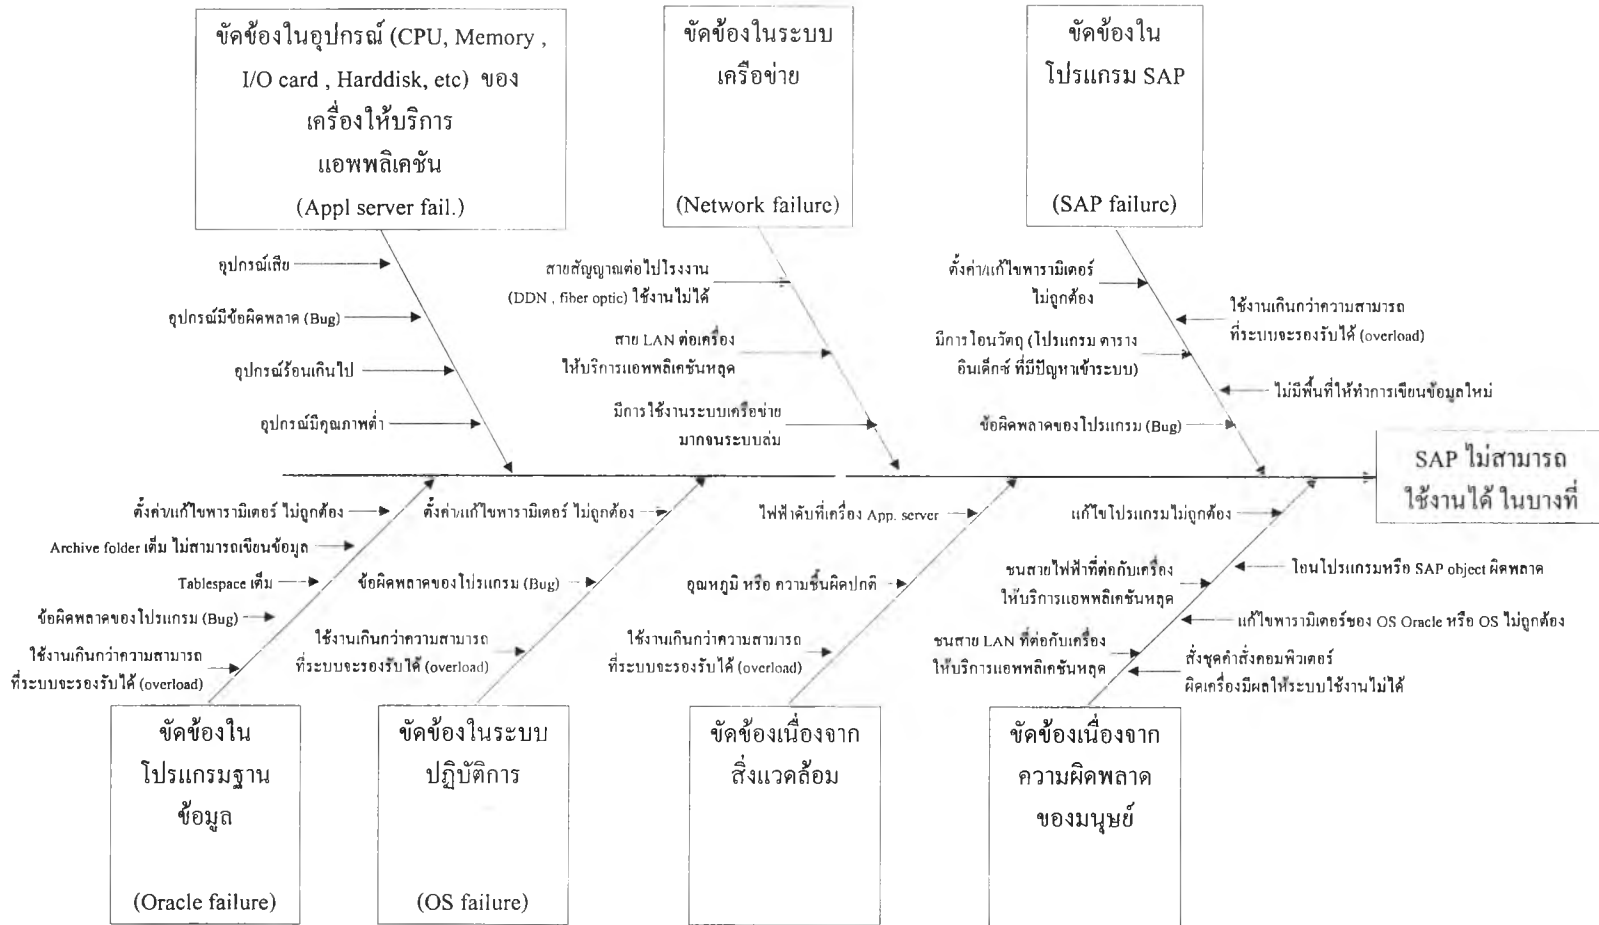 ขัดข้องในอุปกรณ์ (CPU, Memory ,
I/O card , Harddisk, etc) ของ
เครื่องให้บริการ
แอพพลิเคชัน
(Appl server fail.)
ขัดข้องในระบบ
เครือข่าย
(Network failure)
ขัดข้องใน
โปรแกรม SAP
(SAP failure)
อุปกรณ์เสีย
อุปกรณ์มีข้อผิดพลาด (Bug)
อุปกรณ์ร้อนเกินไป
อุปกรณ์มีคุณภาพต่ำ
สายสัญญาณต่อไปโรงงาน
(DDN , fiber optic) ใช้งานไม่ได้
สาย LAN ต่อเครื่อง
ให้บริการแอพพลิเคชันหลุด
มีการใช้งานระบบเครือข่าย
มากจนระบบล่ม
ตั้งค่า/แก้ไขพารามิเตอร์
ไม่ถูกต้อง
มีการโอนวัตถุ (โปรแกรม ตาราง
อินเด็กซ์ ที่มีปัญหาเข้าระบบ)
ข้อผิดพลาดของโปรแกรม (Bug)
ใช้งานเกินกว่าความสามารถ
ที่ระบบจะรองรับได้ (overload)
ไม่มีพื้นที่ให้ทำการเขียนข้อมูลใหม่
SAP ไม่สามารถ
ใช้งานได้ ในบางที่
ตั้งค่า/แก้ไขพารามิเตอร์ ไม่ถูกต้อง
Archive folder เต็ม ไม่สามารถเขียนข้อมูล
Tablespace เต็ม
ข้อผิดพลาดของโปรแกรม (Bug)
ใช้งานเกินกว่าความสามารถ
ที่ระบบจะรองรับได้ (overload)
ตั้งค่า/แก้ไขพารามิเตอร์ ไม่ถูกต้อง
ข้อผิดพลาดของโปรแกรม (Bug)
ใช้งานเกินกว่าความสามารถ
ที่ระบบจะรองรับได้ (overload)
ไฟฟ้าดับที่เครื่อง App. server
อุณหภูมิ หรือ ความชื้นผิดปกติ
ใช้งานเกินกว่าความสามารถ
ที่ระบบจะรองรับได้ (overload)
แก้ไขโปรแกรมไม่ถูกต้อง
ชนสายไฟฟ้าที่ต่อกับเครื่อง
ให้บริการแอพพลิเคชันหลุด
ชนสาย LAN ที่ต่อกับเครื่อง
ให้บริการแอพพลิเคชันหลุด
โอนโปรแกรมหรือ SAP object ผิดพลาด
แก้ไขพารามิเตอร์ของ OS Oracle หรือ OS ไม่ถูกต้อง
สั่งชุดคำสั่งคอมพิวเตอร์
ผิดเครื่องมีผลให้ระบบใช้งานไม่ได้
ขัดข้องใน
โปรแกรมฐาน
ข้อมูล
(Oracle failure)
ขัดข้องในระบบ
ปฏิบัติการ
(OS failure)
ขัดข้องเนื่องจาก
สิ่งแวดล้อม
ขัดข้องเนื่องจาก
ความผิดพลาด
ของมนุษย์